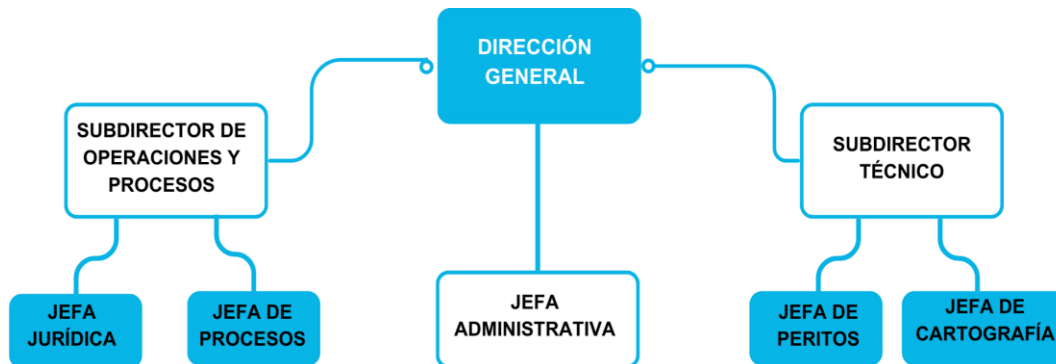 DIRECCIÓN
GENERAL
SUBDIRECTOR DE
OPERACIONES Y
PROCESOS
SUBDIRECTOR
TÉCNICO
JEFA
JURÍDICA
JEFA DE
PROCESOS
JEFA
ADMINISTRATIVA
JEFA DE
PERITOS
JEFA DE
CARTOGRAFÍA